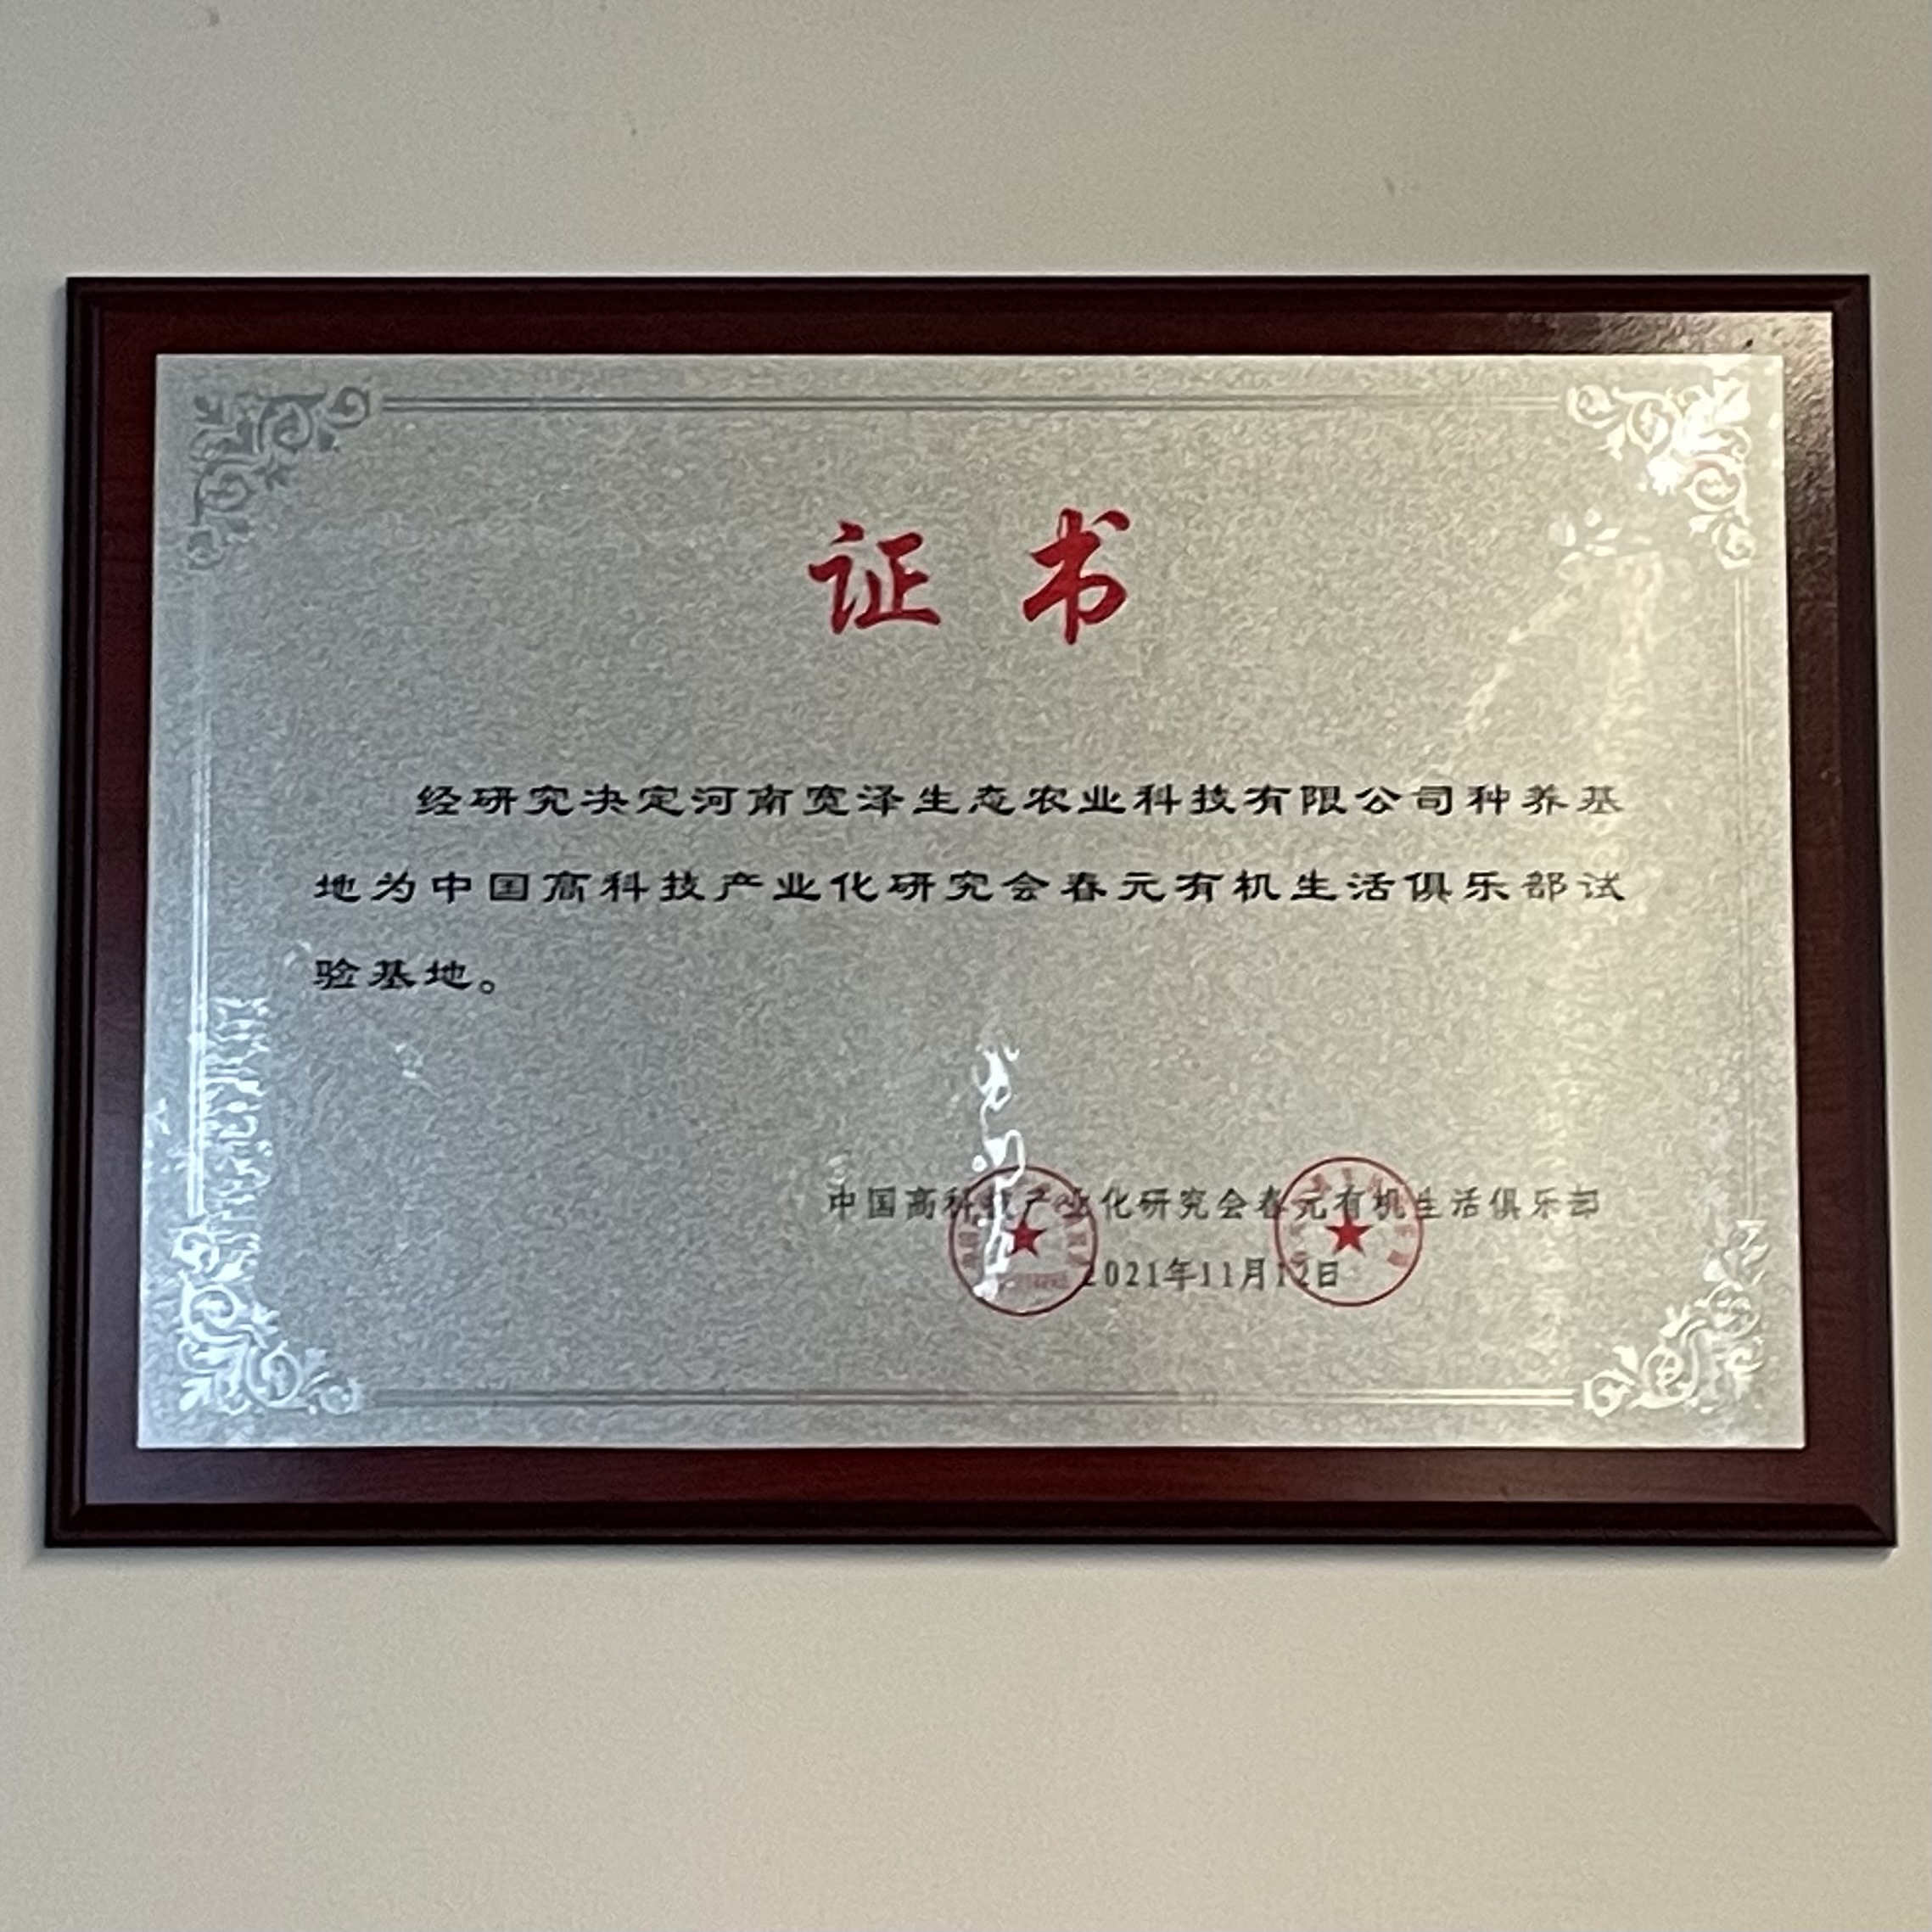 证书
经研究决定河南宽泽生态农业科技有限公司种养基
地为中国高科技产业化研究会春元有机生活俱乐部试
验基地。
中国高科技产业化研究会春元有机生活俱乐部
2021年11月12日